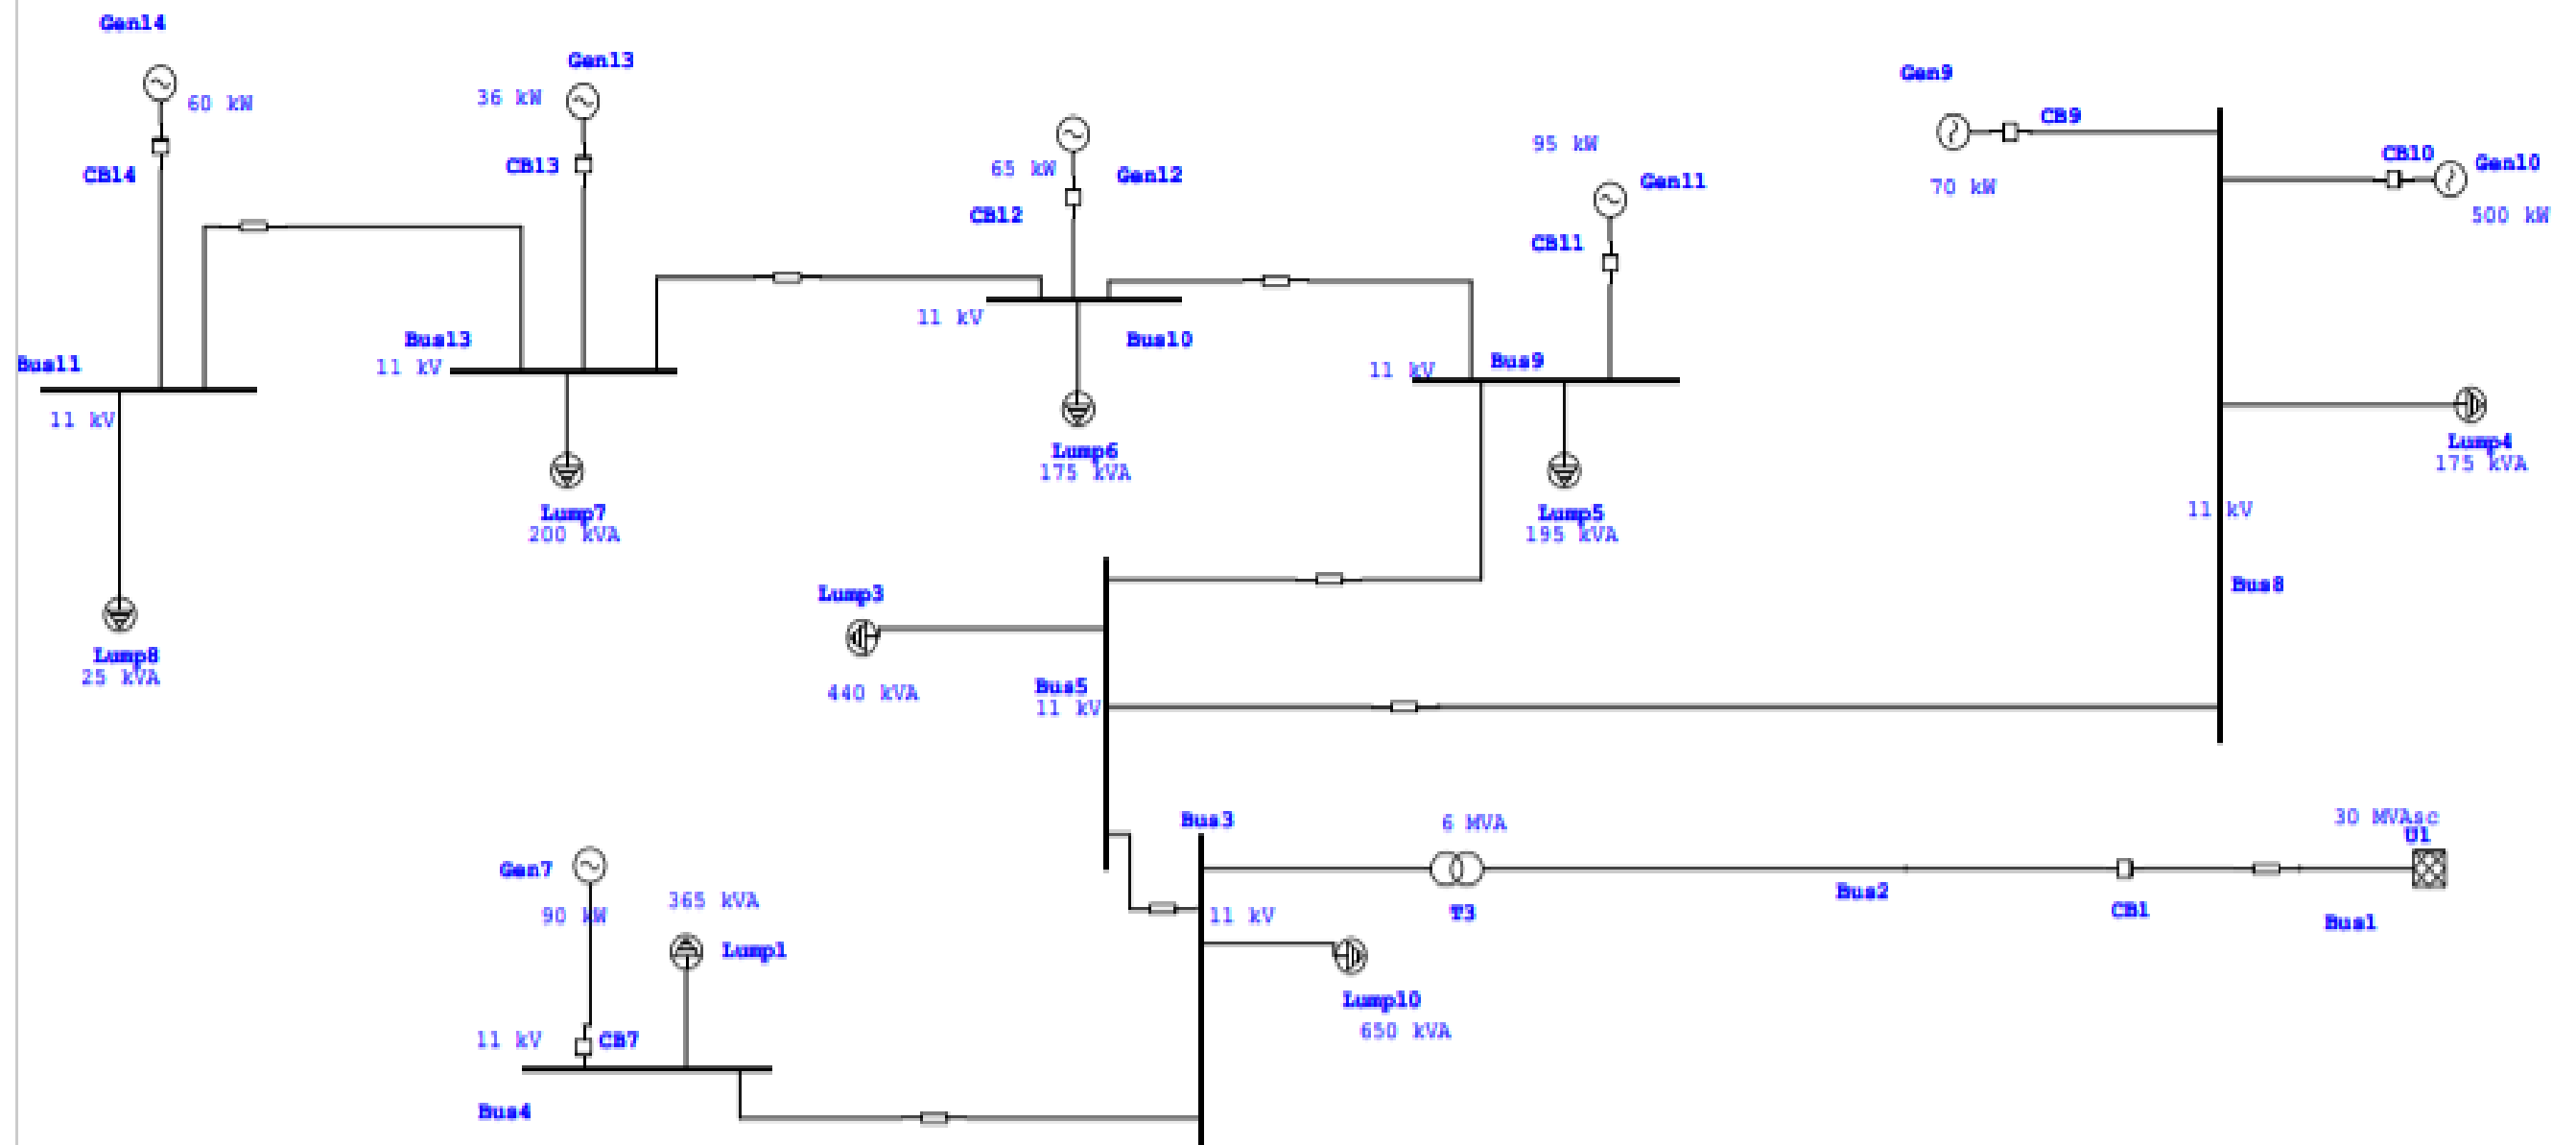 Gen14
60 kW
CB14
Gen13
36 kW
CB13
65 kW
Gen12
CB12
95 kW
Gen11
CB11
Gen9
CB9
70 kW
CB10
Gen10
500 kW
Bus11
11 kV
Bus13
11 kV
11 kV
Bus10
11 kV
Bus9
Lump6
175 kVA
Lump7
200 kVA
Lump5
195 kVA
Lump4
175 kVA
11 kV
Bus8
Lump8
25 kVA
Lump3
440 kVA
Bus5
11 kV
Bus3
6 MVA
30 MVAsc
U1
T3
Bus2
CB1
Bus1
11 kV
Gen7
90 kW
365 kVA
Lump1
Lump10
650 kVA
11 kV
CB7
Bus4